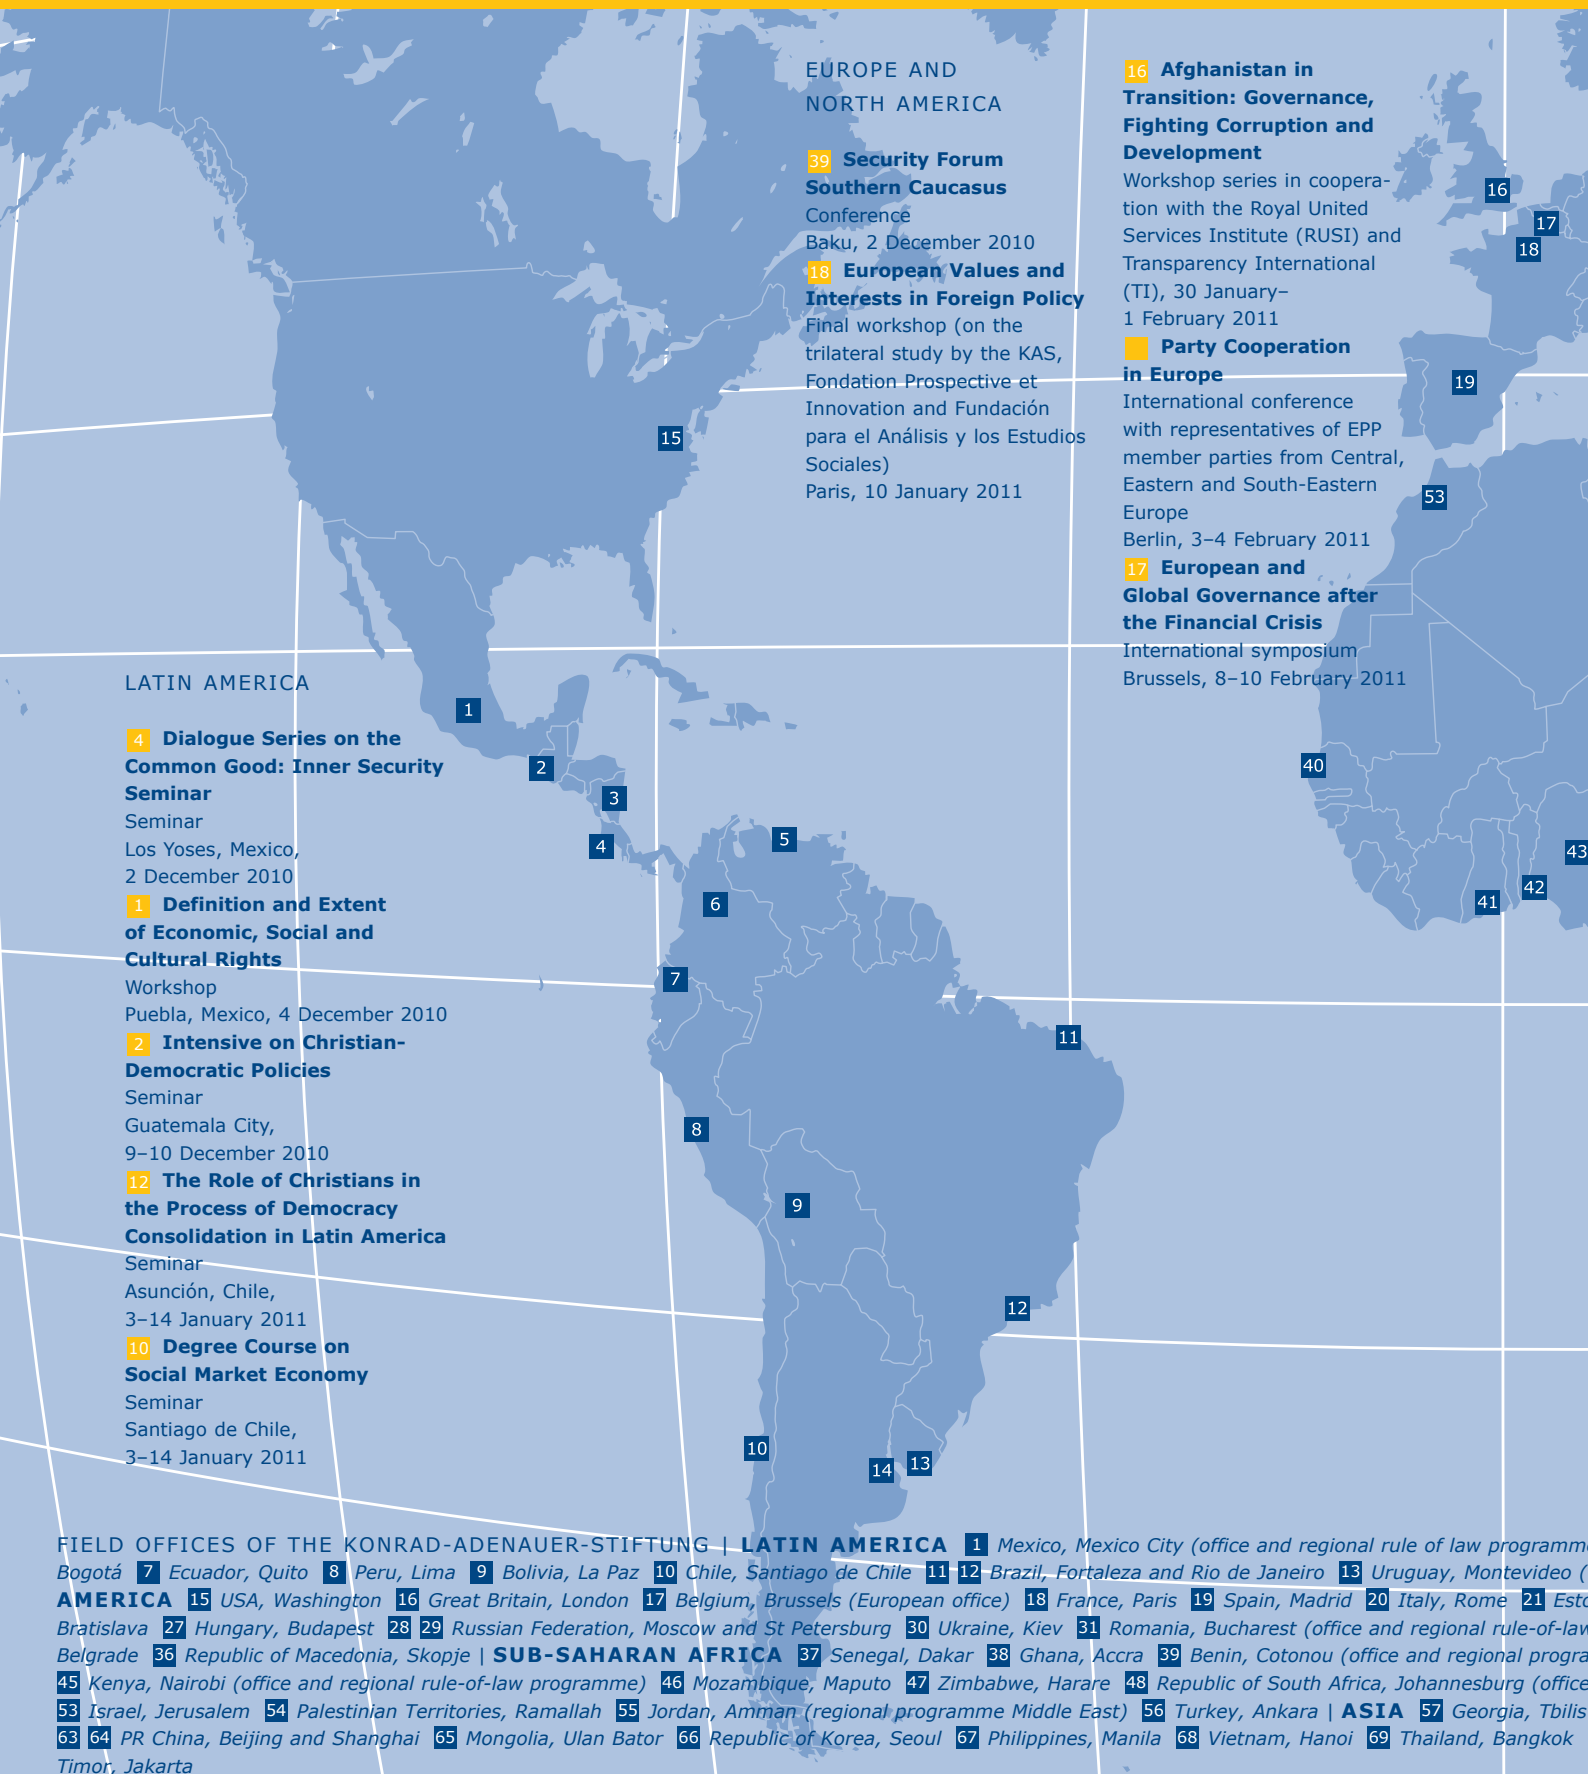 EUROPE AND
NORTH AMERICA
39 Security Forum
Southern Caucasus
Conference
Baku, 2 December 2010
18 European Values and
Interests in Foreign Policy
Final workshop (on the
trilateral study by the KAS,
Fondation Prospective et
Innovation and Fundación
para el Análisis y los Estudios
Sociales)
Paris, 10 January 2011
16 Afghanistan in
Transition: Governance,
Fighting Corruption and
Development
Workshop series in coopera-
tion with the Royal United
Services Institute (RUSI) and
Transparency International
(TI), 30 January–
1 February 2011
Party Cooperation
in Europe
International conference
with representatives of EPP
member parties from Central,
Eastern and South-Eastern
Europe
Berlin, 3–4 February 2011
17 European and
Global Governance after
the Financial Crisis
International symposium
Brussels, 8–10 February 2011
16
17
18
19
15
53
LATIN AMERICA
4 Dialogue Series on the
Common Good: Inner Security
Seminar
Seminar
Los Yoses, Mexico,
2 December 2010
1 Definition and Extent
of Economic, Social and
Cultural Rights
Workshop
Puebla, Mexico, 4 December 2010
2 Intensive on Christian-
Democratic Policies
Seminar
Guatemala City,
9–10 December 2010
12 The Role of Christians in
the Process of Democracy
Consolidation in Latin America
Seminar
Asunción, Chile,
3–14 January 2011
10 Degree Course on
Social Market Economy
Seminar
Santiago de Chile,
3–14 January 2011
1
2
3
4
5
6
7
8
9
10
11
12
13
14
40
41
42
43
FIELD OFFICES OF THE KONRAD-ADENAUER-STIFTUNG | LATIN AMERICA 1 Mexico, Mexico City (office and regional rule of law programme
Bogotá 7 Ecuador, Quito 8 Peru, Lima 9 Bolivia, La Paz 10 Chile, Santiago de Chile 11 12 Brazil, Fortaleza and Rio de Janeiro 13 Uruguay, Montevideo (
AMERICA 15 USA, Washington 16 Great Britain, London 17 Belgium, Brussels (European office) 18 France, Paris 19 Spain, Madrid 20 Italy, Rome 21 Esto
Bratislava 27 Hungary, Budapest 28 29 Russian Federation, Moscow and St Petersburg 30 Ukraine, Kiev 31 Romania, Bucharest (office and regional rule-of-law
Belgrade 36 Republic of Macedonia, Skopje | SUB-SAHARAN AFRICA 37 Senegal, Dakar 38 Ghana, Accra 39 Benin, Cotonou (office and regional progra
45 Kenya, Nairobi (office and regional rule-of-law programme) 46 Mozambique, Maputo 47 Zimbabwe, Harare 48 Republic of South Africa, Johannesburg (office
53 Israel, Jerusalem 54 Palestinian Territories, Ramallah 55 Jordan, Amman (regional programme Middle East) 56 Turkey, Ankara | ASIA 57 Georgia, Tbilis
63 64 PR China, Beijing and Shanghai 65 Mongolia, Ulan Bator 66 Republic of Korea, Seoul 67 Philippines, Manila 68 Vietnam, Hanoi 69 Thailand, Bangkok
Timor, Jakarta